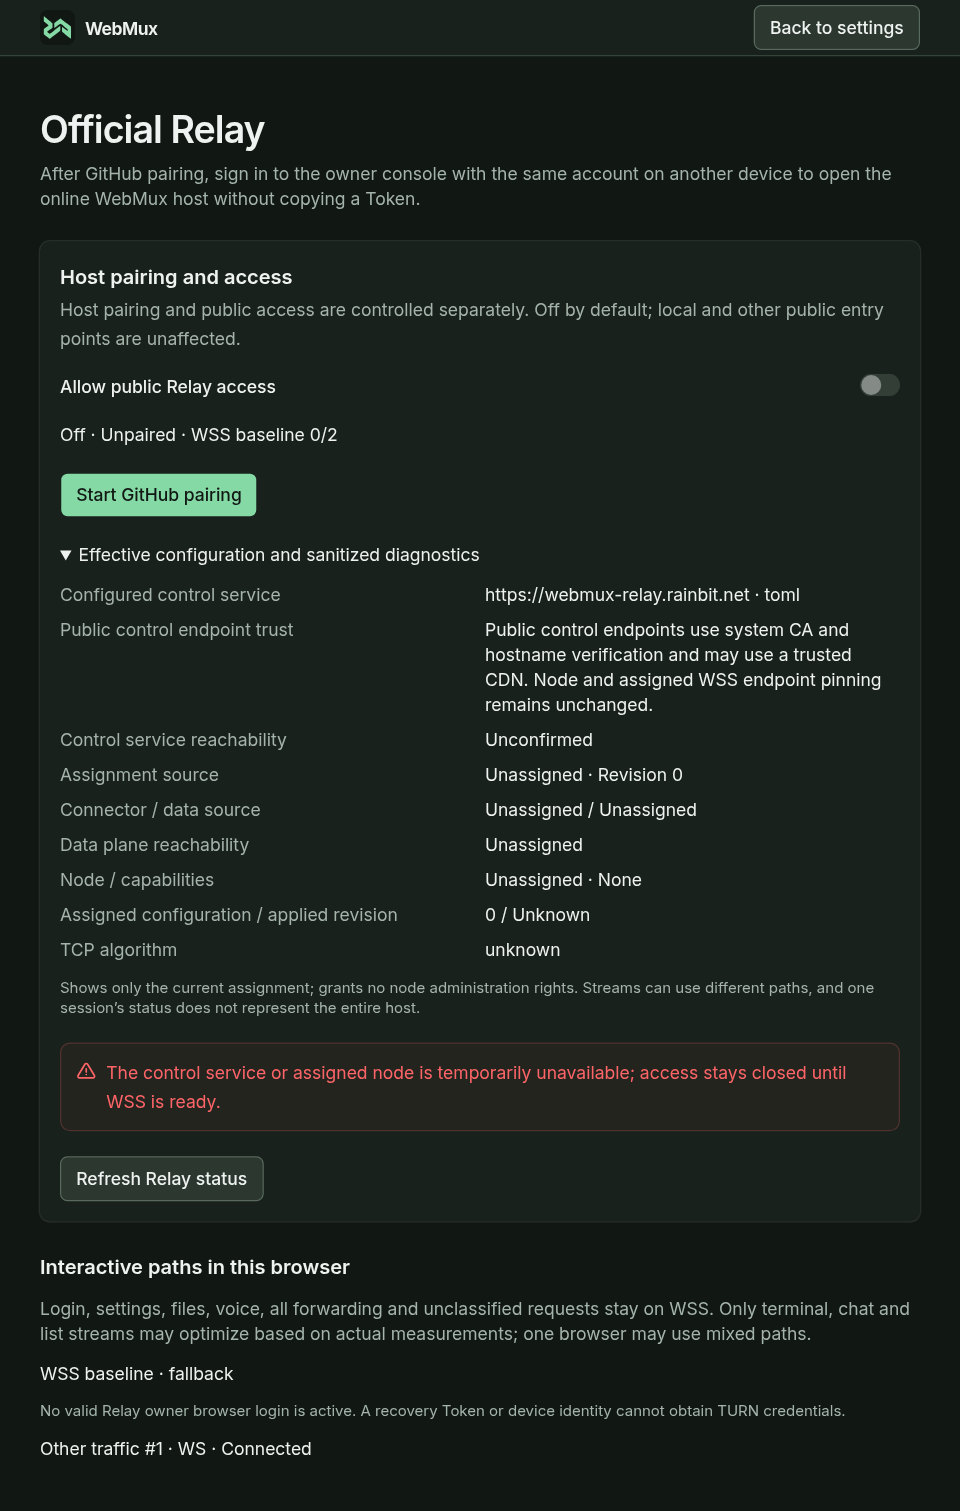 WebMux
Back to settings
Official Relay
After GitHub pairing, sign in to the owner console with the same account on another device to open the
online WebMux host without copying a Token.
Host pairing and access
Host pairing and public access are controlled separately. Off by default; local and other public entry
points are unaffected.
Allow public Relay access
Off · Unpaired · WSS baseline 0/2
Start GitHub pairing
▼ Effective configuration and sanitized diagnostics
Configured control service
https://webmux-relay.rainbit.net · toml
Public control endpoint trust
Public control endpoints use system CA and
hostname verification and may use a trusted
CDN. Node and assigned WSS endpoint pinning
remains unchanged.
Control service reachability
Unconfirmed
Assignment source
Unassigned · Revision 0
Connector / data source
Unassigned / Unassigned
Data plane reachability
Unassigned
Node / capabilities
Unassigned · None
Assigned configuration / applied revision
0 / Unknown
TCP algorithm
unknown
Shows only the current assignment; grants no node administration rights. Streams can use different paths, and one
session’s status does not represent the entire host.
The control service or assigned node is temporarily unavailable; access stays closed until
WSS is ready.
Refresh Relay status
Interactive paths in this browser
Login, settings, files, voice, all forwarding and unclassified requests stay on WSS. Only terminal, chat and
list streams may optimize based on actual measurements; one browser may use mixed paths.
WSS baseline · fallback
No valid Relay owner browser login is active. A recovery Token or device identity cannot obtain TURN credentials.
Other traffic #1 · WS · Connected